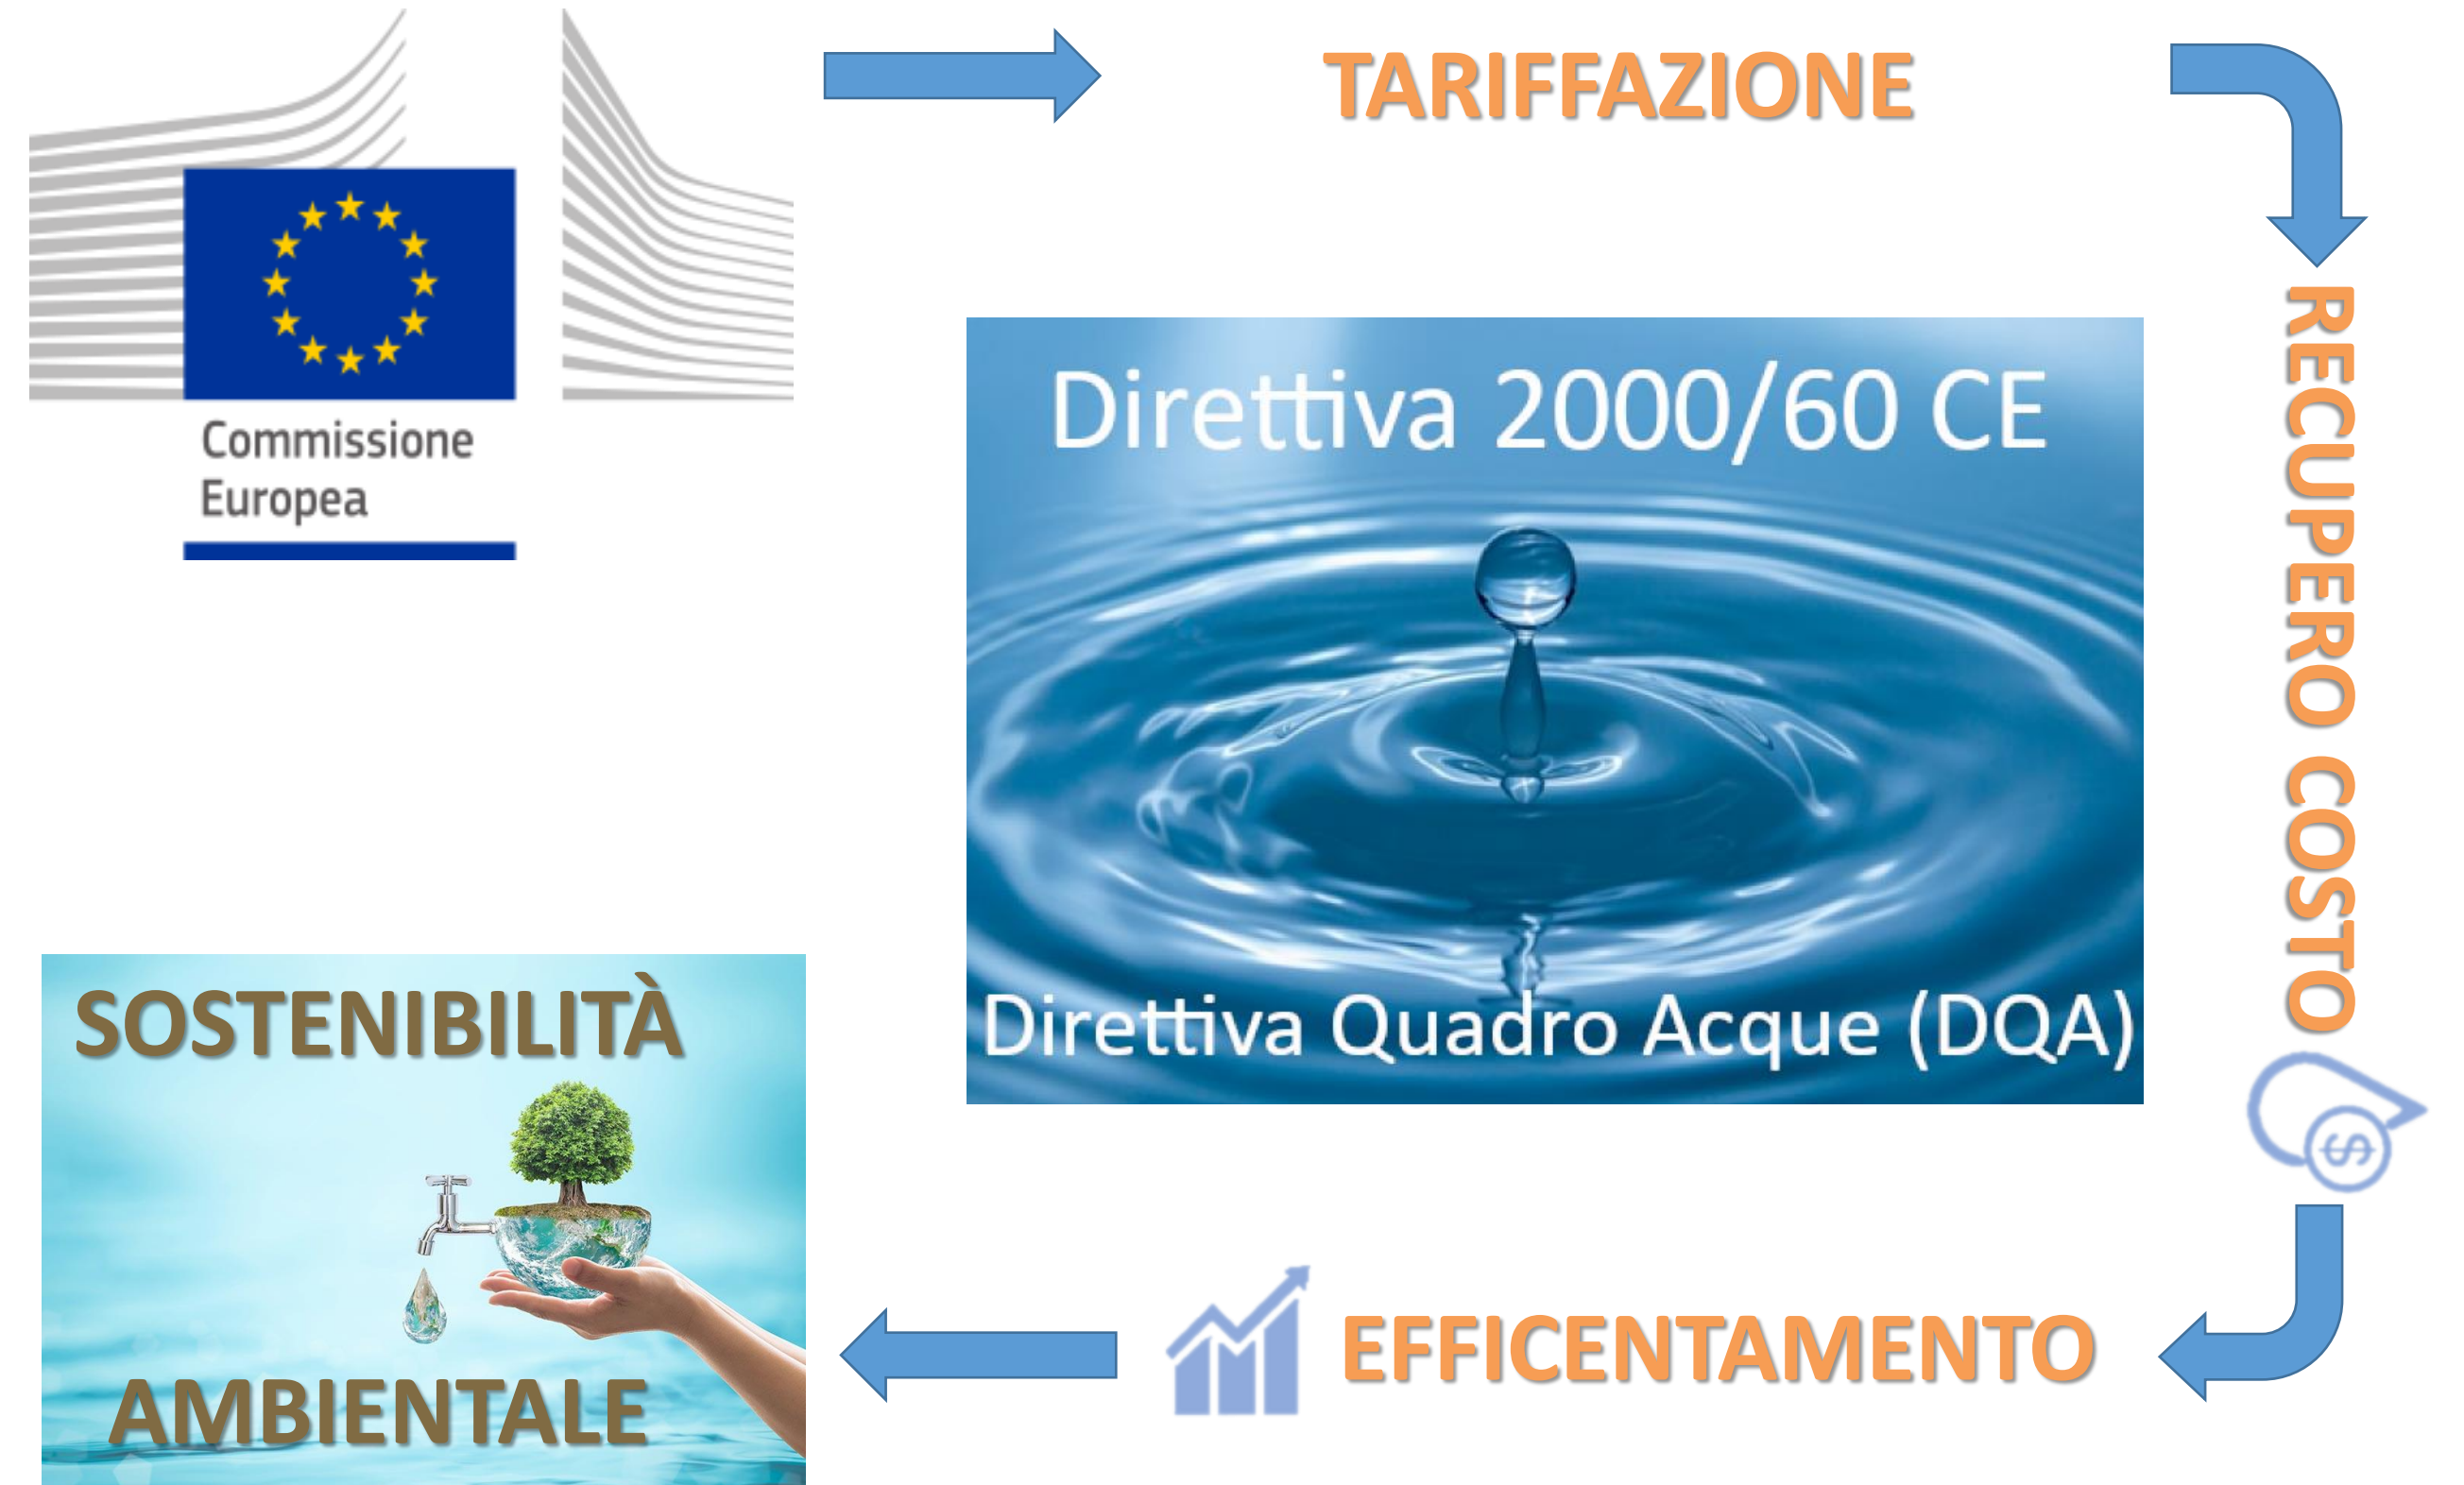 Commissione
Europea
TARIFFAZIONE
Direttiva 2000/60 CE
Direttiva Quadro Acque (DQA)
RECUPERO COSTO
$
EFFICENTAMENTO
SOSTENIBILITÀ
AMBIENTALE